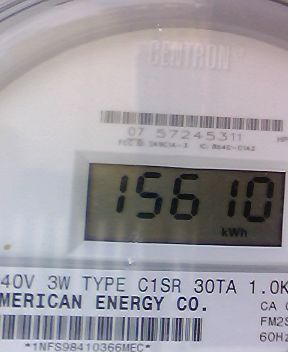 CENTRON®
07 57245311
15610
kWh
40V 3W TYPE C1SR 30TA 1.0K
MERICAN ENERGY CO.
CA
FM2S
60Hz
*1NFS98410366MEC*